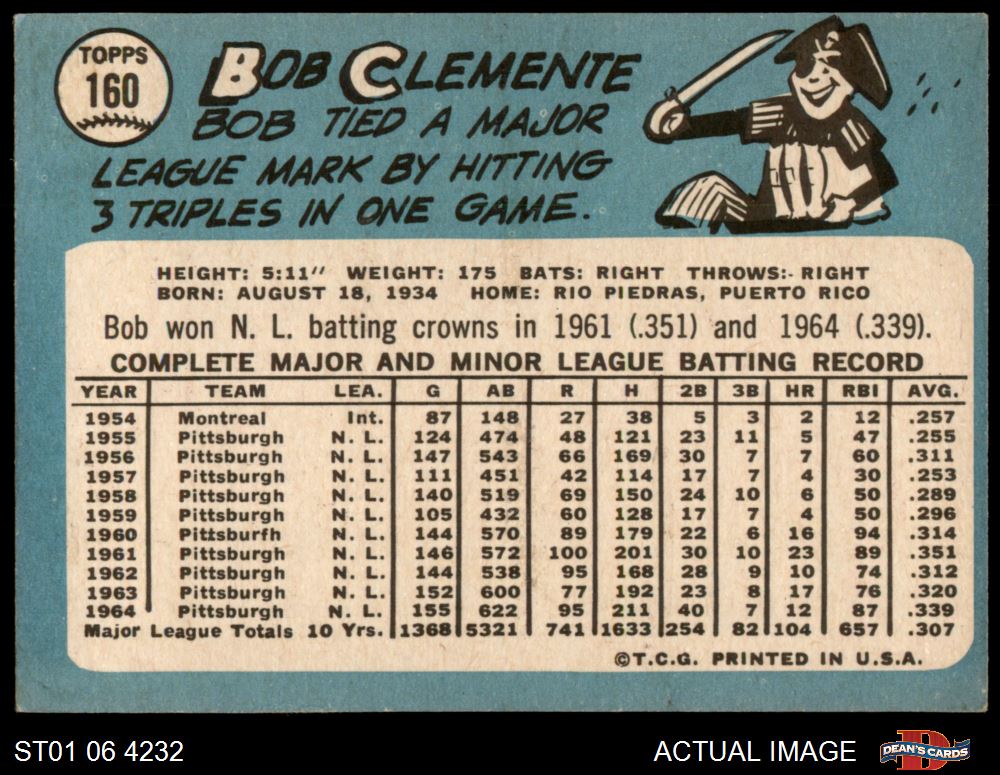 TOPPS
160
BOB CLEMENTE
BOB TIED A MAJOR
LEAGUE MARK BY HITTING
3 TRIPLES IN ONE GAME.
HEIGHT: 5:11" WEIGHT: 175 BATS: RIGHT THROWS:- RIGHT
BORN: AUGUST 18, 1934 HOME: RIO PIEDRAS, PUERTO RICO
Bob won N. L. batting crowns in 1961 (.351) and 1964 (.339).
COMPLETE MAJOR AND MINOR LEAGUE BATTING RECORD
YEAR TEAM LEA. G AB R H 2B 3B HR RBI AVG.
1954 Montreal Int. 87 148 27 38 5 3 2 12 .257
1955 Pittsburgh N. L. 124 474 48 121 23 11 5 47 .255
1956 Pittsburgh N. L. 147 543 66 169 30 7 7 60 .311
1957 Pittsburgh N. L. 111 451 42 114 17 7 4 30 .253
1958 Pittsburgh N. L. 140 519 69 150 24 10 6 50 .289
1959 Pittsburgh N. L. 105 432 60 128 17 7 4 50 .296
1960 Pittsburfh N. L. 144 570 89 179 22 6 16 94 .314
1961 Pittsburgh N. L. 146 572 100 201 30 10 23 89 .351
1962 Pittsburgh N. L. 144 538 95 168 28 9 10 74 .312
1963 Pittsburgh N. L. 152 600 77 192 23 8 17 76 .320
1964 Pittsburgh N. L. 155 622 95 211 40 7 12 87 .339
Major League Totals 10 Yrs. 1368 5321 741 1633 254 82 104 657 .307
©T.C.G. PRINTED IN U.S.A.
ST01 06 4232
ACTUAL IMAGE
DEAN'S CARDS